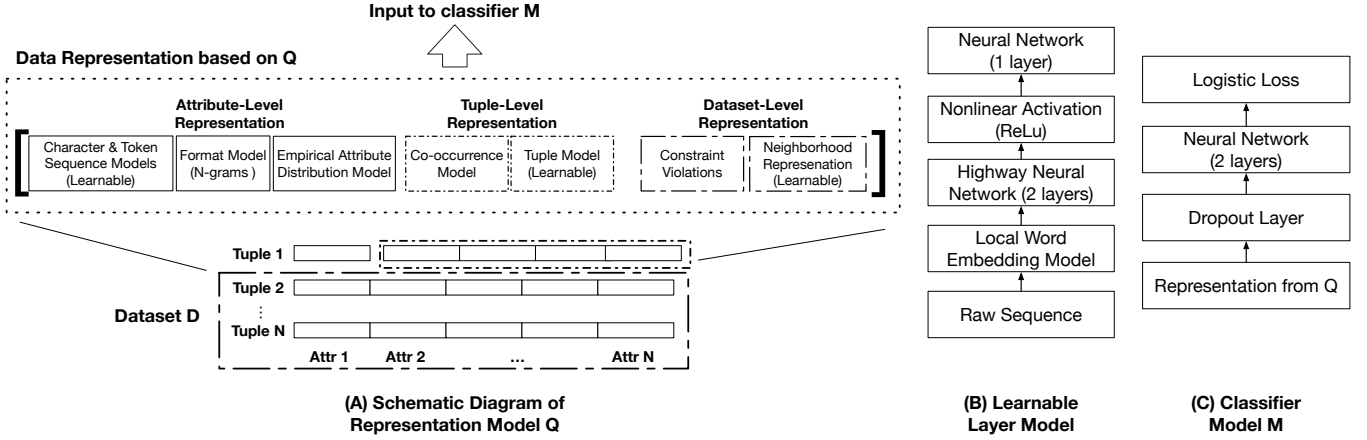 Input to classifier M
Data Representation based on Q
Attribute-Level
Representation
Tuple-Level
Representation
Dataset-Level
Representation
Character & Token
Sequence Models
(Learnable)
Format Model
(N-grams )
Empirical Attribute
Distribution Model
Co-occurrence
Model
Tuple Model
(Learnable)
Constraint
Violations
Neighborhood
Represenation
(Learnable)
Tuple 1
Tuple 2
⋮
Tuple N
Dataset D
Attr 1 Attr 2 ... Attr N
(A) Schematic Diagram of
Representation Model Q
Neural Network
(1 layer)
Nonlinear Activation
(ReLu)
Highway Neural
Network (2 layers)
Local Word
Embedding Model
Raw Sequence
(B) Learnable
Layer Model
Logistic Loss
Neural Network
(2 layers)
Dropout Layer
Representation from Q
(C) Classifier
Model M